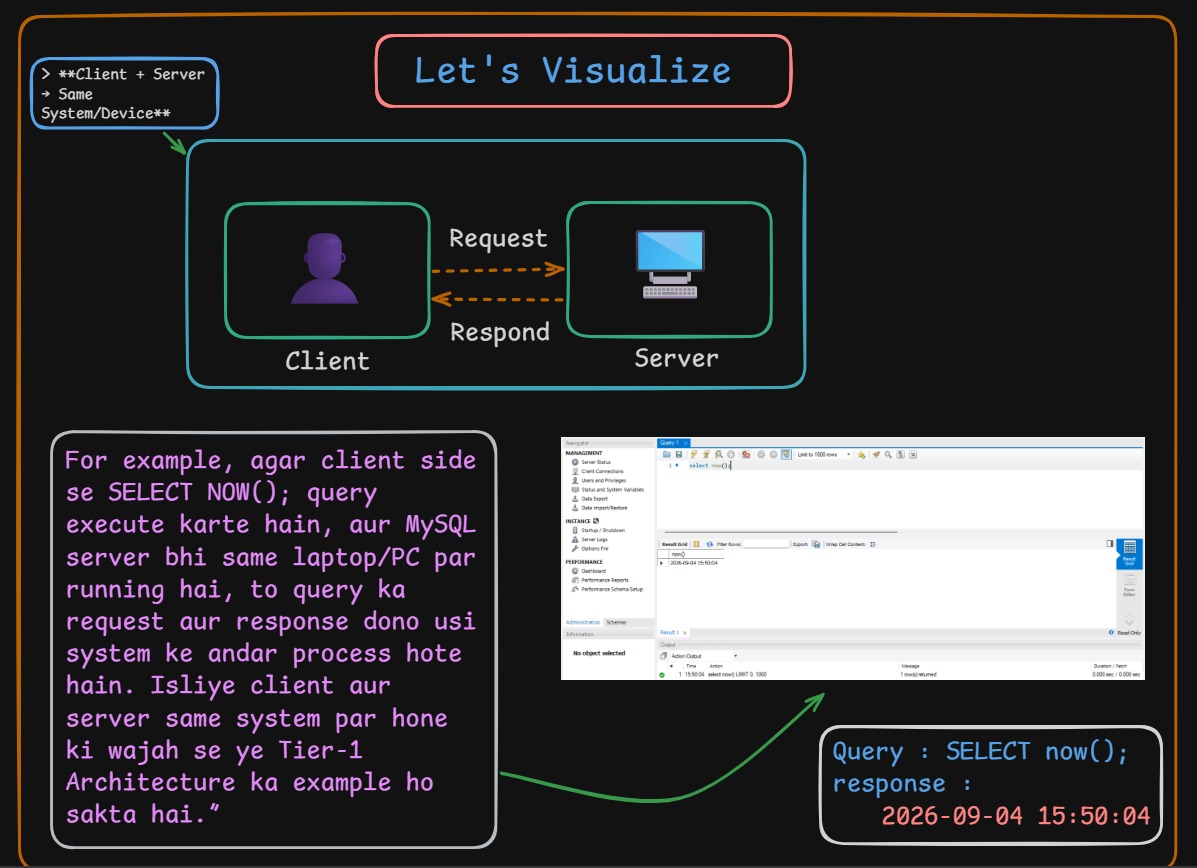 Let's Visualize
> **Client + Server
→ Same
System/Device**
Request
Respond
Client
Server
For example, agar client side
se SELECT NOW(); query
execute karte hain, aur MySQL
server bhi same laptop/PC par
running hai, to query ka
request aur response dono usi
system ke andar process hote
hain. Isliye client aur
server same system par hone
ki wajah se ye Tier-1
Architecture ka example ho
sakta hai.”
Navigator
MANAGEMENT
Server Status
Client Connections
Users and Privileges
Status and System Variables
Data Export
Data Import/Restore
INSTANCE
Startup / Shutdown
Server Logs
Options File
PERFORMANCE
Dashboard
Performance Reports
Performance Schema Setup
Administration Schemas
Information
No object selected
Query 1
Limit to 1000 rows
1 select now();
Result Grid Filter Rows: Export: Wrap Cell Content:
now()
2026-09-04 15:50:04
Result Grid
Form Editor
Result 1
Read Only
Output
Action Output
# Time Action Message Duration / Fetch
1 15:50:04 select now() LIMIT 0, 1000 1 row(s) returned 0.000 sec / 0.000 sec
Query : SELECT now();
response :
2026-09-04 15:50:04